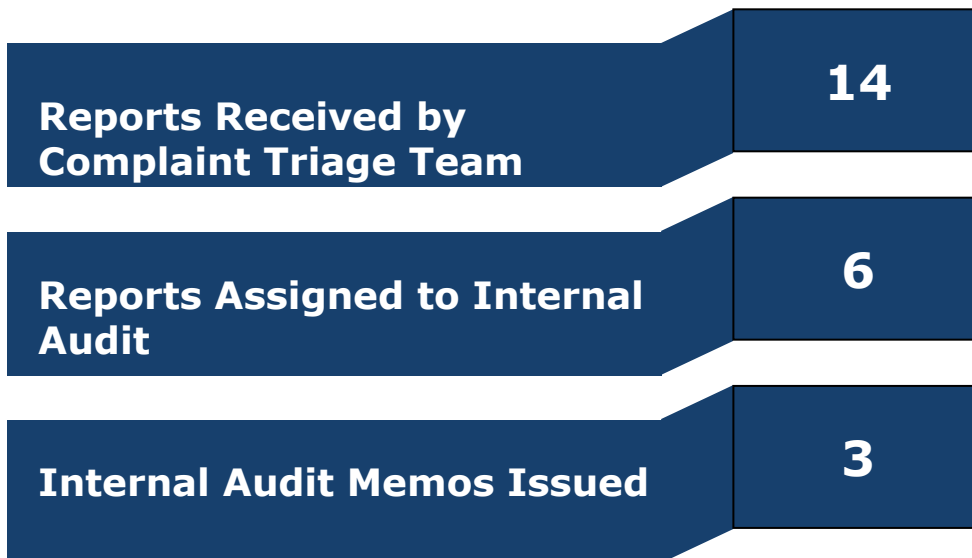 Reports Received by
Complaint Triage Team
14
Reports Assigned to Internal
Audit
6
Internal Audit Memos Issued
3